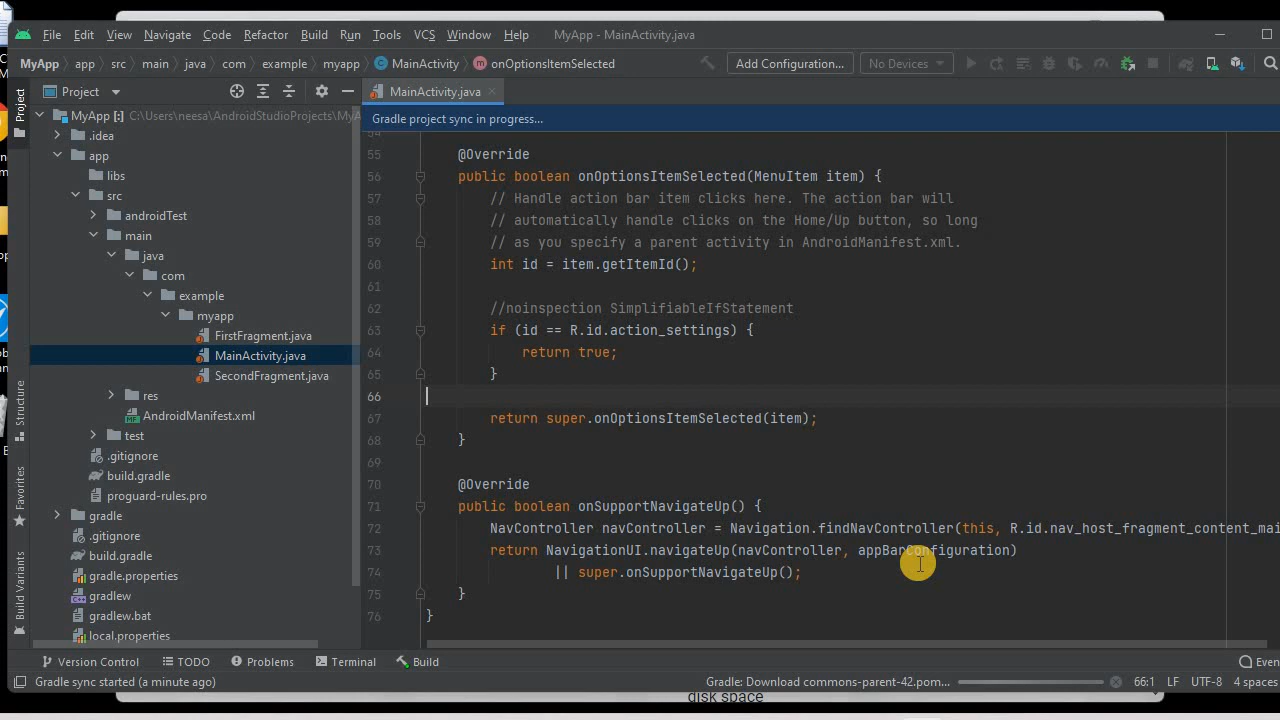 File Edit View Navigate Code Refactor Build Run Tools VCS Window Help MyApp - MainActivity.java
MyApp app src main java com example myapp MainActivity onOptionsItemSelected Add Configuration... No Devices
Project
MainActivity.java
Project
MyApp [:] C:\Users\neesa\AndroidStudioProjects\MyA
Gradle project sync in progress...
.idea
54
app
55 @Override
libs
56 public boolean onOptionsItemSelected(MenuItem item) {
src
57 // Handle action bar item clicks here. The action bar will
androidTest
58 // automatically handle clicks on the Home/Up button, so long
main
59 // as you specify a parent activity in AndroidManifest.xml.
java
60 int id = item.getItemId();
com
61
example
62 //noinspection SimplifiableIfStatement
myapp
63 if (id == R.id.action_settings) {
FirstFragment.java
64 return true;
MainActivity.java
65 }
SecondFragment.java
66
res
67 return super.onOptionsItemSelected(item);
AndroidManifest.xml
68 }
test
69
.gitignore
70 @Override
build.gradle
71 public boolean onSupportNavigateUp() {
proguard-rules.pro
72 NavController navController = Navigation.findNavController(this, R.id.nav_host_fragment_content_mai
gradle
73 return NavigationUI.navigateUp(navController, appBarConfiguration)
.gitignore
74 || super.onSupportNavigateUp();
build.gradle
75 }
gradle.properties
76 }
gradlew
gradlew.bat
local.properties
Structure
Favorites
Build Variants
Version Control TODO Problems Terminal Build Even
Gradle sync started (a minute ago) Gradle: Download commons-parent-42.pom... 66:1 LF UTF-8 4 spaces
disk space